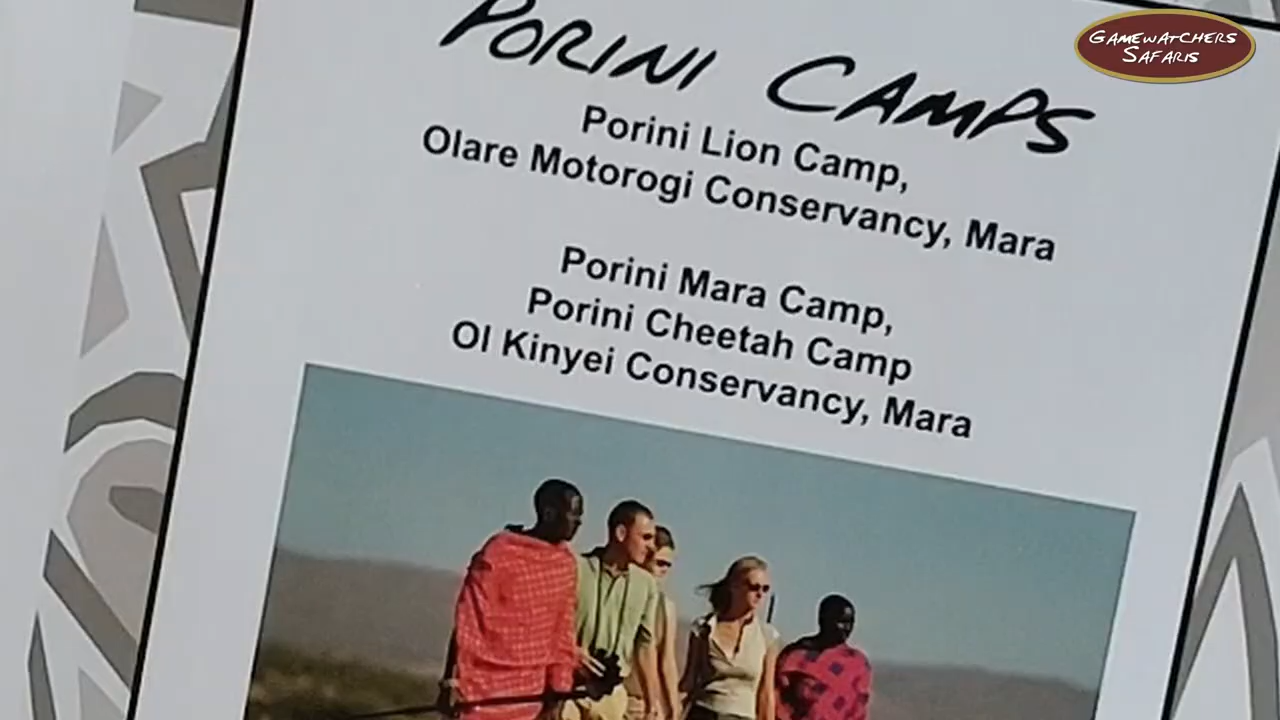 GAMEWATCHERS
SAFARIS
PORINI CAMPS
Porini Lion Camp,
Olare Motorogi Conservancy, Mara
Porini Mara Camp,
Porini Cheetah Camp
Ol Kinyei Conservancy, Mara